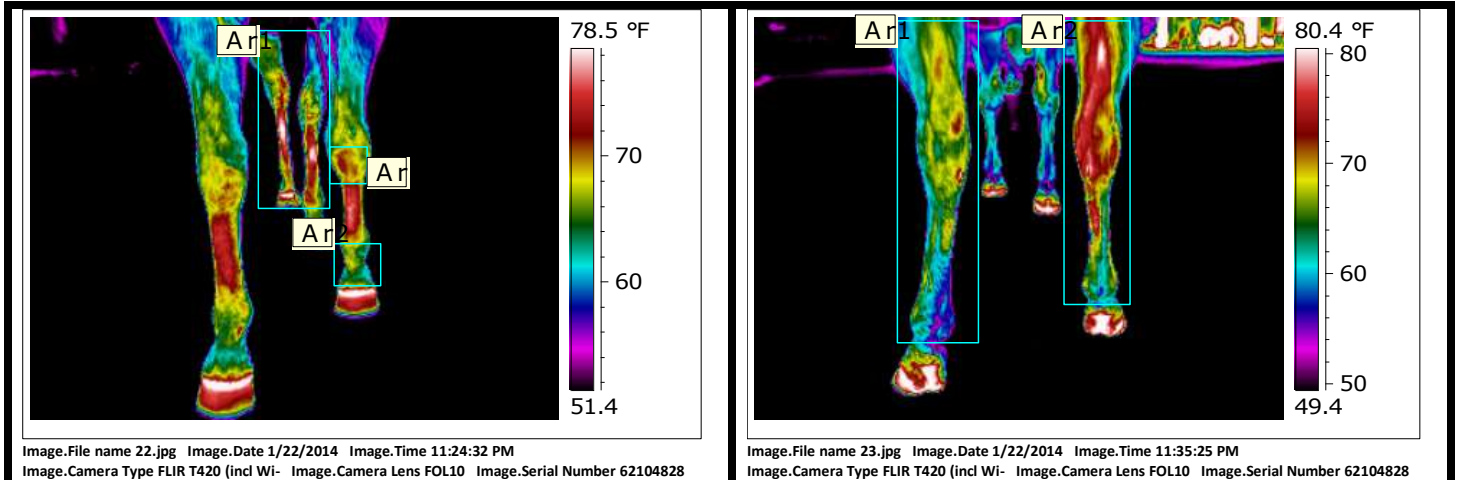 78.5 °F
Ar1
70
Ar
Ar2
60
51.4
Image.File name 22.jpg Image.Date 1/22/2014 Image.Time 11:24:32 PM
Image.Camera Type FLIR T420 (incl Wi- Image.Camera Lens FOL10 Image.Serial Number 62104828
80.4 °F
Ar1
Ar2
80
70
60
50
49.4
Image.File name 23.jpg Image.Date 1/22/2014 Image.Time 11:35:25 PM
Image.Camera Type FLIR T420 (incl Wi- Image.Camera Lens FOL10 Image.Serial Number 62104828